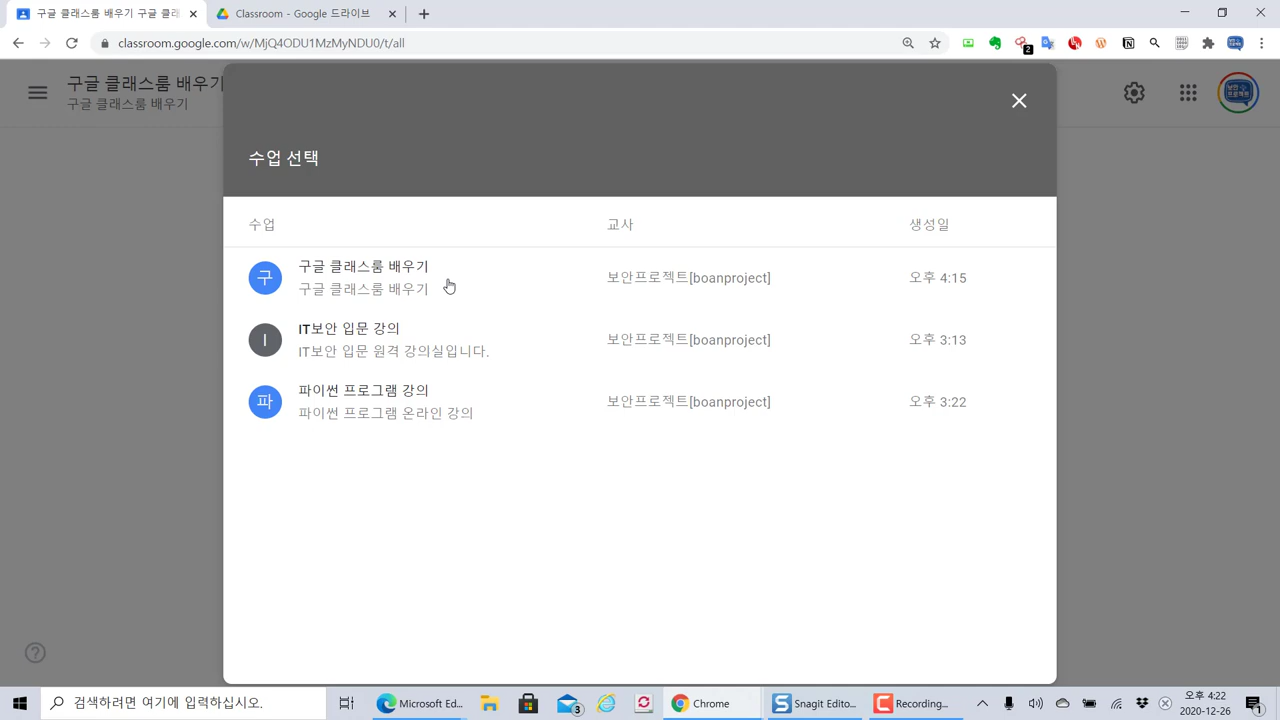 구글 클래스룸 배우기 구글 클래
Classroom - Google 드라이브
classroom.google.com/w/MjQ4ODU1MzMyNDU0/t/all
2
구글 클래스룸 배우기
구글 클래스룸 배우기
수업 선택
수업 교사 생성일
구 구글 클래스룸 배우기
구글 클래스룸 배우기
보안프로젝트[boanproject] 오후 4:15
I IT보안 입문 강의
IT보안 입문 원격 강의실입니다.
보안프로젝트[boanproject] 오후 3:13
파 파이썬 프로그램 강의
파이썬 프로그램 온라인 강의
보안프로젝트[boanproject] 오후 3:22
검색하려면 여기에 입력하십시오.
Microsoft Ed...
3
Chrome
S Snagit Edito...
C Recording...
오후 4:22
2020-12-26
1